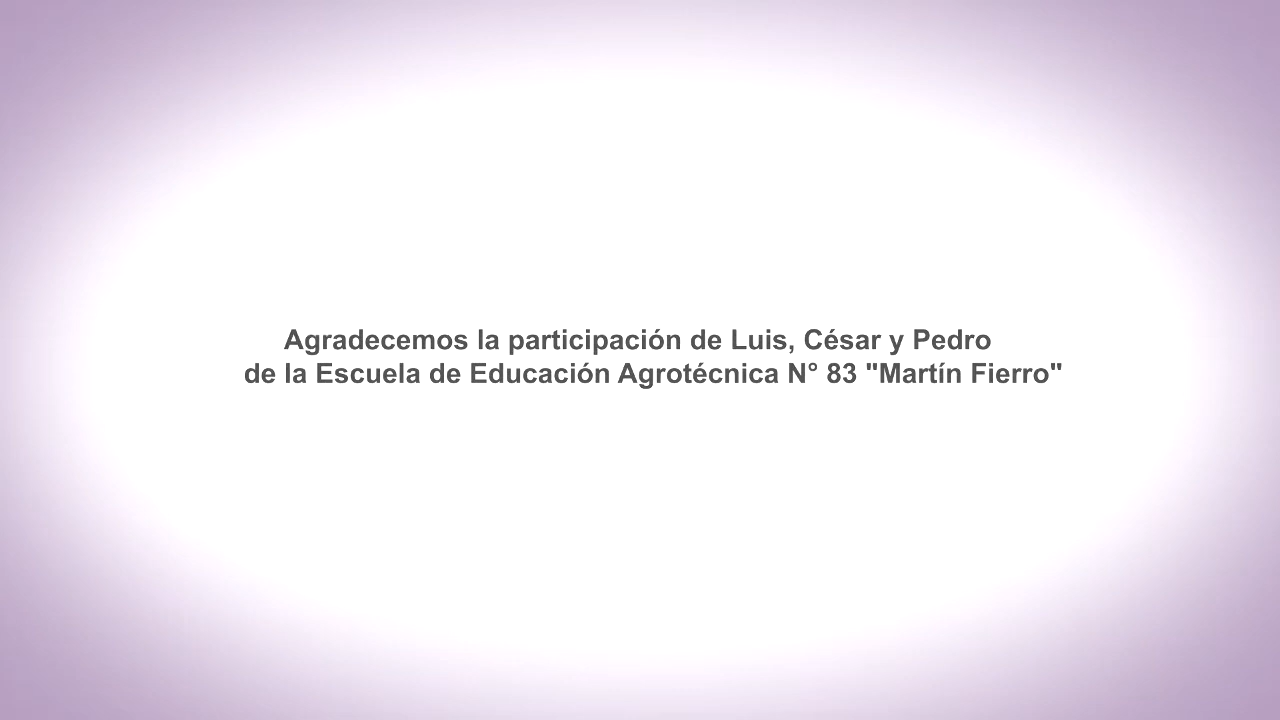 Agradecemos la participación de Luis, César y Pedro
de la Escuela de Educación Agrotécnica N° 83 "Martín Fierro"